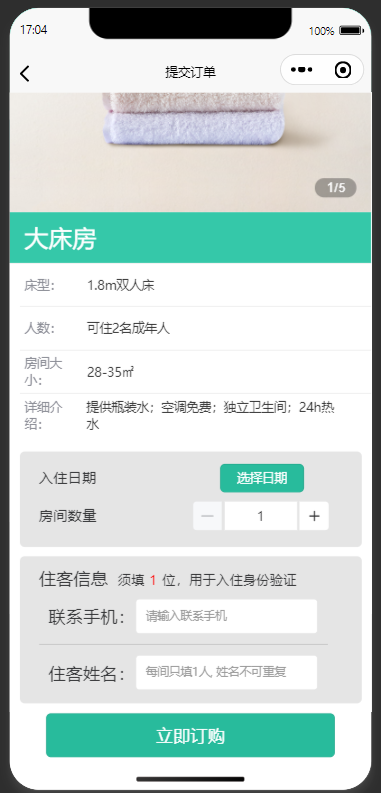 17:04
100%
提交订单
1/5
大床房
床型: 1.8m双人床
人数: 可住2名成年人
房间大
小: 28-35㎡
详细介 提供瓶装水；空调免费；独立卫生间；24h热
绍: 水
入住日期 选择日期
房间数量 — 1 +
住客信息 须填 1 位，用于入住身份验证
联系手机: 请输入联系手机
住客姓名: 每间只填1人, 姓名不可重复
立即订购